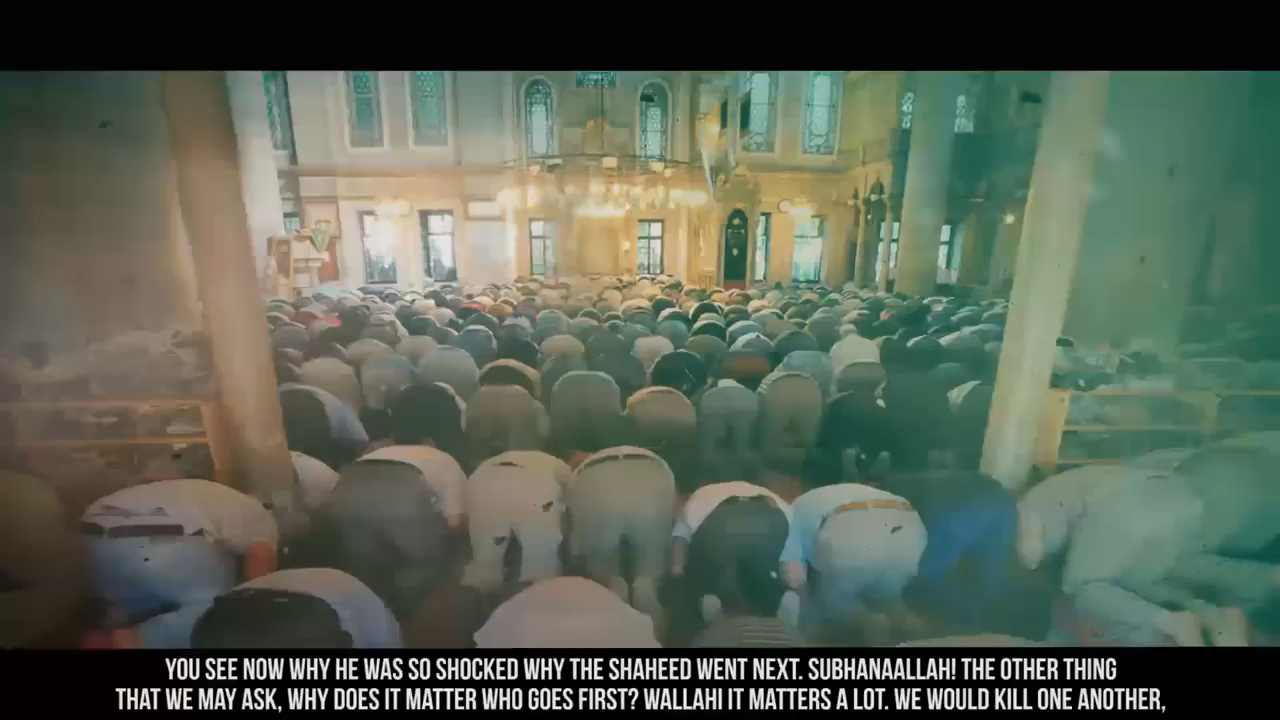 YOU SEE NOW WHY HE WAS SO SHOCKED WHY THE SHAHEED WENT NEXT. SUBHANAALLAH! THE OTHER THING
THAT WE MAY ASK, WHY DOES IT MATTER WHO GOES FIRST? WALLAHI IT MATTERS A LOT. WE WOULD KILL ONE ANOTHER,